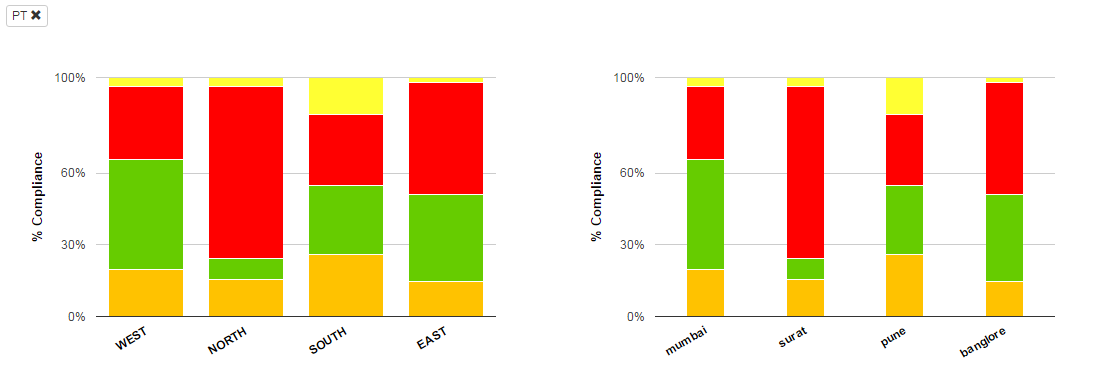 PT ✖
100%
60%
30%
0%
% Compliance
WEST
NORTH
SOUTH
EAST
100%
60%
30%
0%
% Compliance
mumbai
surat
pune
banglore